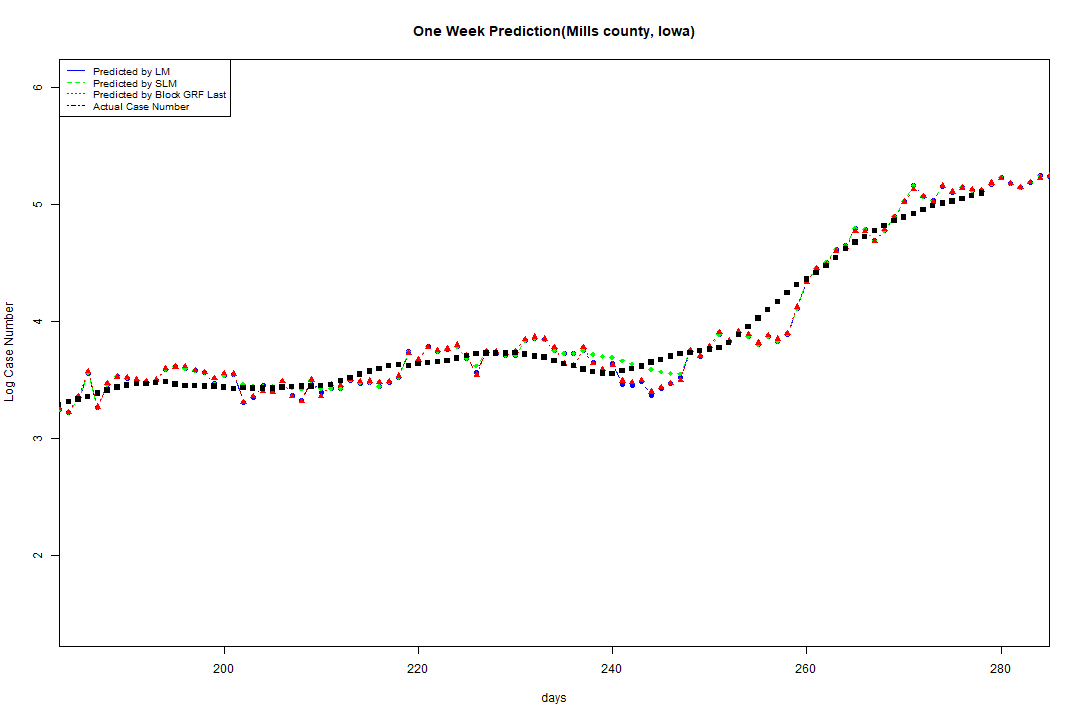 One Week Prediction(Mills county, Iowa)
Predicted by LM
Predicted by SLM
Predicted by Block GRF Last
Actual Case Number
6
5
4
3
2
Log Case Number
200 220 240 260 280
days